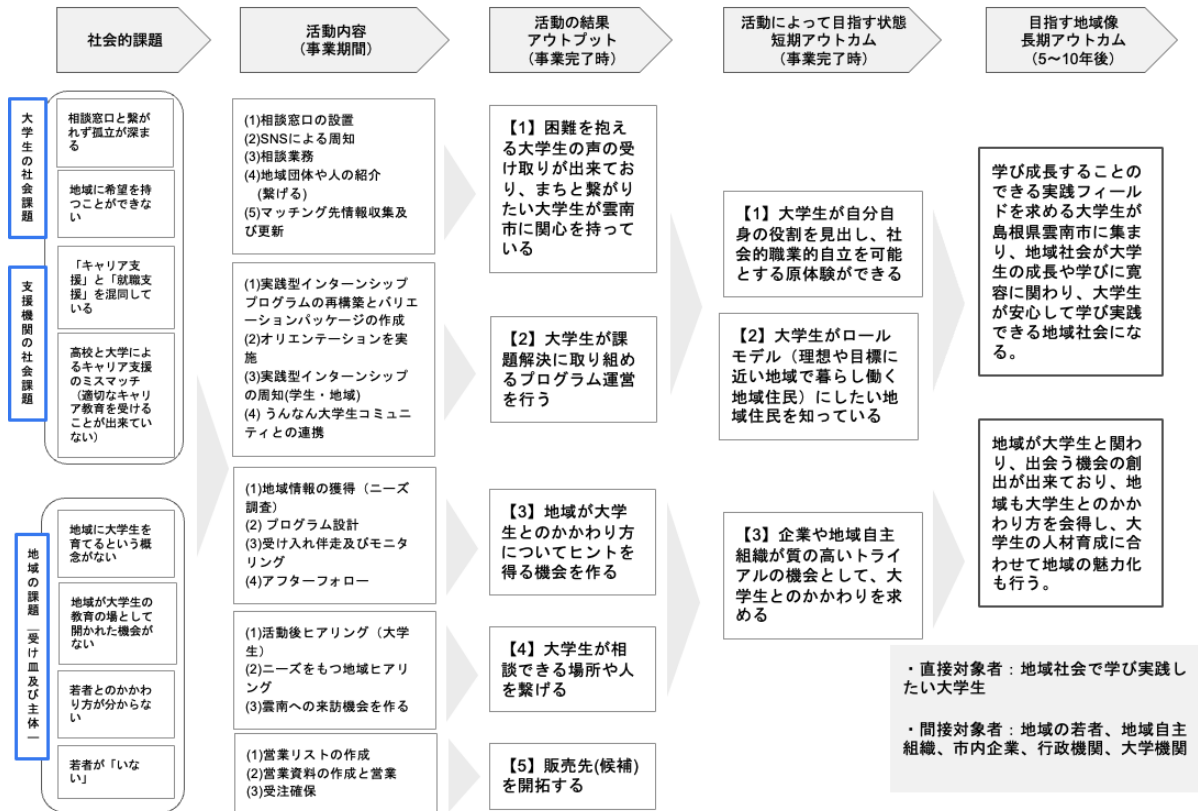 社会的課題
活動内容
（事業期間）
活動の結果
アウトプット
（事業完了時）
活動によって目指す状態
短期アウトカム
（事業完了時）
目指す地域像
長期アウトカム
（5〜10年後）
大学生の社会課題
相談窓口と繋が
れず孤立が深ま
る
地域に希望を持
つことができな
い
支援機関の社会課題
「キャリア支
援」と「就職支
援」を混同して
いる
高校と大学によ
るキャリア支援
のミスマッチ
（適切なキャリ
ア教育を受ける
ことが出来てい
ない）
地域の課題―受け皿及び主体―
地域に大学生を
育てるという概
念がない
地域が大学生の
教育の場として
開かれた機会が
ない
若者とのかかわ
り方が分からな
い
若者が「いな
い」
(1)相談窓口の設置
(2)SNSによる周知
(3)相談業務
(4)地域団体や人の紹介
(繋げる)
(5)マッチング先情報収集及
び更新
(1)実践型インターンシップ
プログラムの再構築とバリエ
ーションパッケージの作成
(2)オリエンテーションを実
施
(3)実践型インターンシップ
の周知(学生・地域)
(4) うんなん大学生コミュニ
ティとの連携
(1)地域情報の獲得（ニーズ
調査）
(2) プログラム設計
(3)受け入れ伴走及びモニタ
リング
(4)アフターフォロー
(1)活動後ヒアリング（大学
生）
(2)ニーズをもつ地域ヒアリ
ング
(3)雲南への来訪機会を作る
(1)営業リストの作成
(2)営業資料の作成と営業
(3)受注確保
【1】困難を抱え
る大学生の声の受
け取りが出来てお
り、まちと繋がり
たい大学生が雲南
市に関心を持って
いる
【2】大学生が課
題解決に取り組め
るプログラム運営
を行う
【3】地域が大学
生とのかかわり方
についてヒントを
得る機会を作る
【4】大学生が相
談できる場所や人
を繋げる
【5】販売先(候補)
を開拓する
【1】大学生が自分自
身の役割を見出し、社
会的職業的自立を可能
とする原体験ができる
【2】大学生がロール
モデル（理想や目標に
近い地域で暮らし働く
地域住民）にしたい地
域住民を知っている
【3】企業や地域自主
組織が質の高いトライ
アルの機会として、大
学生とのかかわりを求
める
学び成長することの
できる実践フィール
ドを求める大学生が
島根県雲南市に集ま
り、地域社会が大学
生の成長や学びに寛
容に関わり、大学生
が安心して学び実践
できる地域社会にな
る。
地域が大学生と関わ
り、出会う機会の創
出が出来ており、地
域も大学生とのかか
わり方を会得し、大
学生の人材育成に合
わせて地域の魅力化
も行う。
・直接対象者：地域社会で学び実践し
たい大学生
・間接対象者：地域の若者、地域自主
組織、市内企業、行政機関、大学機関